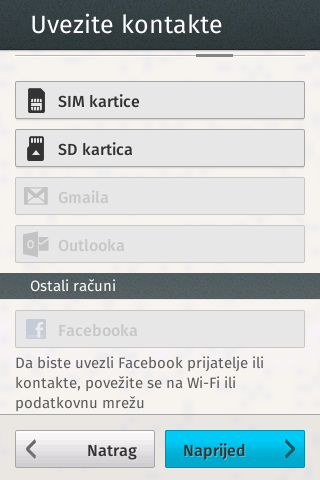 Uvezite kontakte
SIM kartice
SD kartica
Gmaila
Outlooka
Ostali računi
Facebooka
Da biste uvezli Facebook prijatelje ili
kontakte, povežite se na Wi-Fi ili
podatkovnu mrežu
Natrag
Naprijed